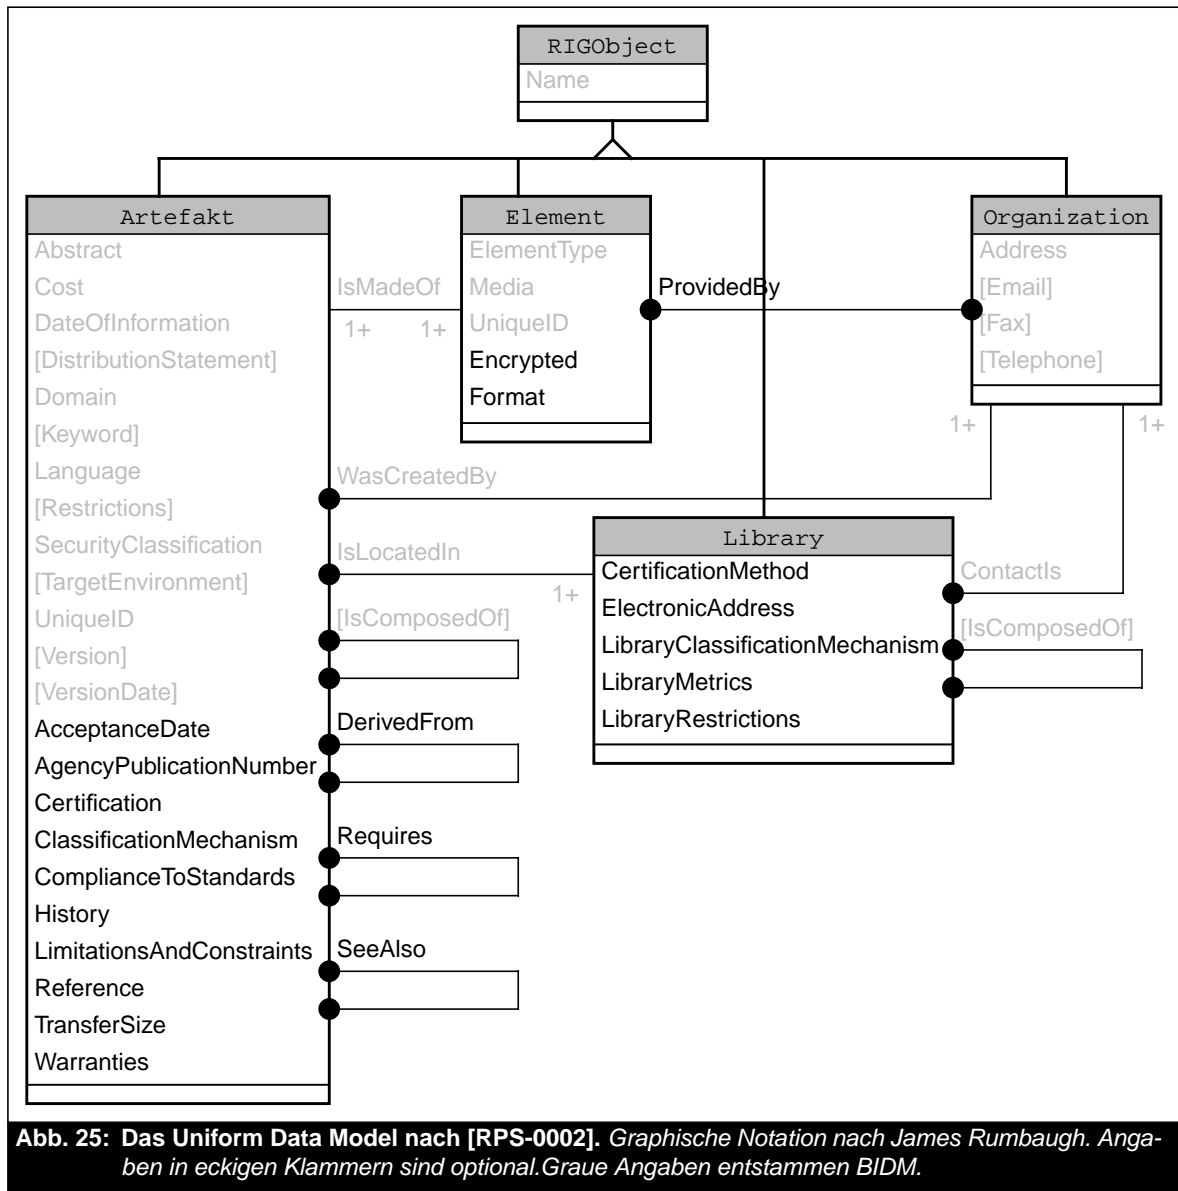 RIGObject
Name
Artefakt
Abstract
Cost
DateOfInformation
[DistributionStatement]
Domain
[Keyword]
Language
[Restrictions]
SecurityClassification
[TargetEnvironment]
UniqueID
[Version]
[VersionDate]
AcceptanceDate
AgencyPublicationNumber
Certification
ClassificationMechanism
ComplianceToStandards
History
LimitationsAndConstraints
Reference
TransferSize
Warranties
IsMadeOf
1+
1+
Element
ElementType
Media
UniqueID
Encrypted
Format
ProvidedBy
Organization
Address
[Email]
[Fax]
[Telephone]
1+
1+
WasCreatedBy
IsLocatedIn
1+
[IsComposedOf]
DerivedFrom
Requires
SeeAlso
Library
CertificationMethod
ElectronicAddress
LibraryClassificationMechanism
LibraryMetrics
LibraryRestrictions
ContactIs
[IsComposedOf]
Abb. 25: Das Uniform Data Model nach [RPS-0002]. Graphische Notation nach James Rumbaugh. Anga-
ben in eckigen Klammern sind optional.Graue Angaben entstammen BIDM.